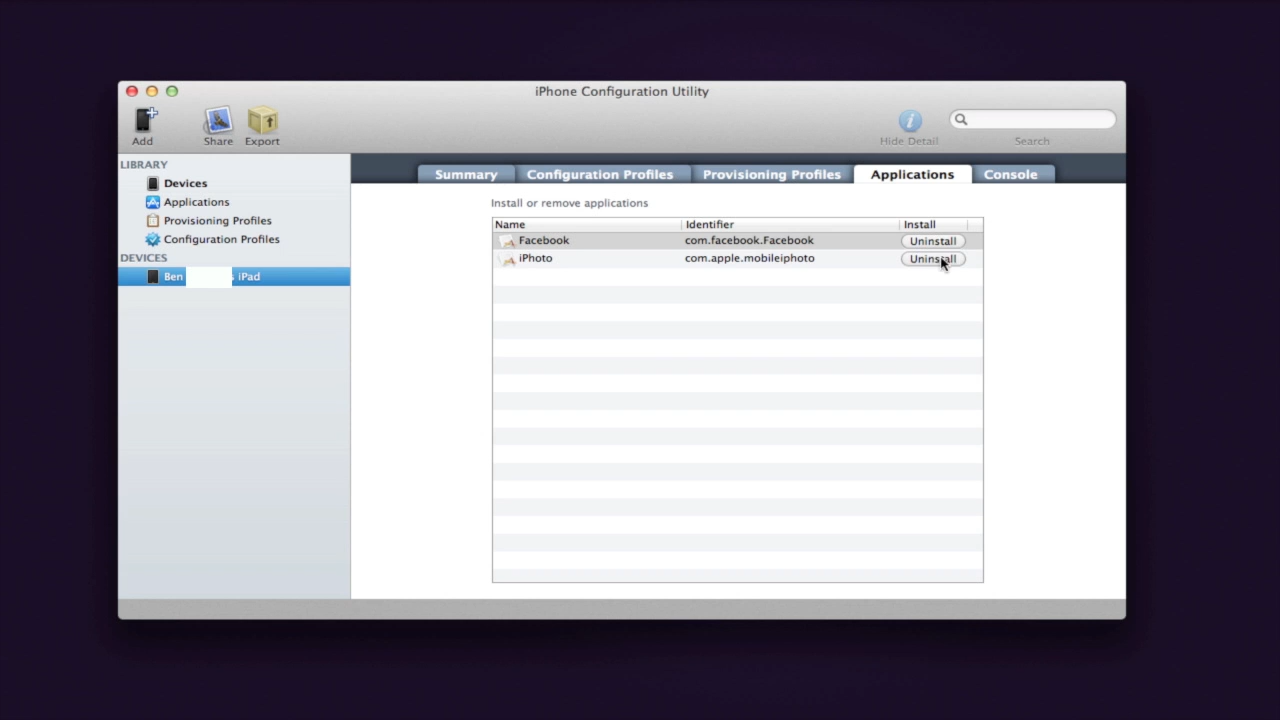 iPhone Configuration Utility
Add Share Export Hide Detail Search
LIBRARY
Devices
Applications
Provisioning Profiles
Configuration Profiles
DEVICES
Ben s iPad
Summary Configuration Profiles Provisioning Profiles Applications Console
Install or remove applications
Name Identifier Install
Facebook com.facebook.Facebook Uninstall
iPhoto com.apple.mobileiphoto Uninstall